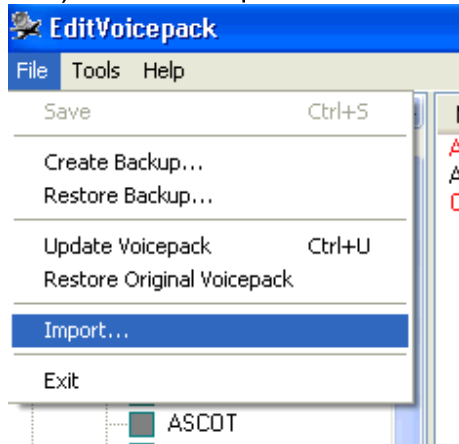 EditVoicepack
File Tools Help
Save Ctrl+S
Create Backup...
Restore Backup...
Update Voicepack Ctrl+U
Restore Original Voicepack
Import...
Exit
ASCOT